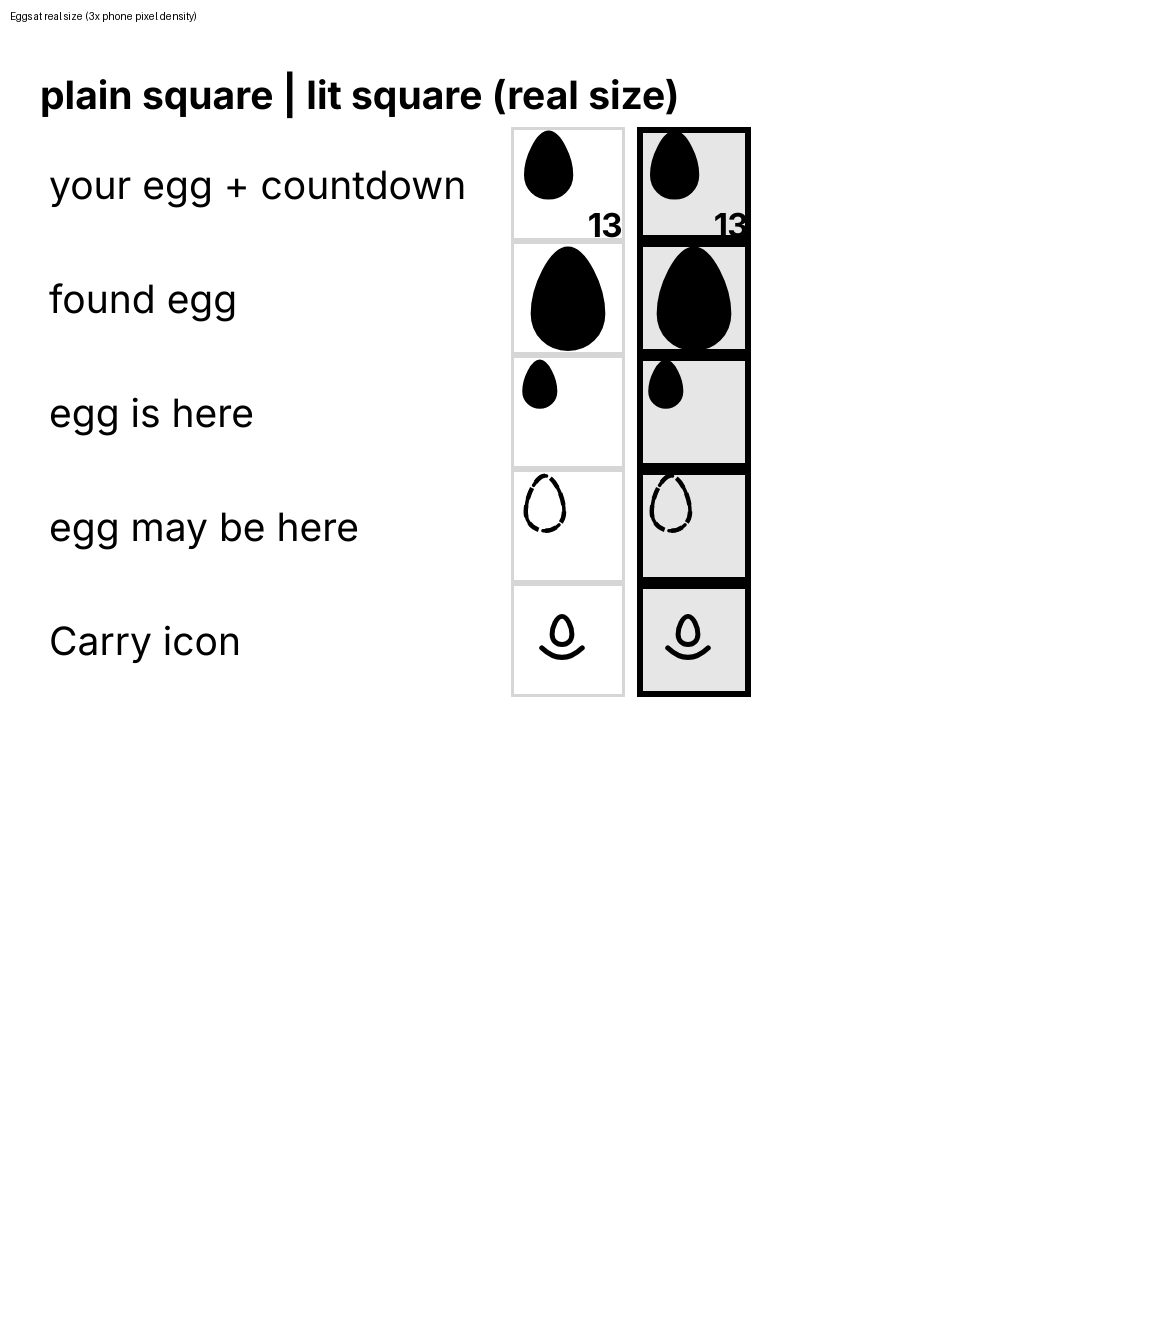 Eggs at real size (3x phone pixel density)
plain square | lit square (real size)
your egg + countdown
13
13
found egg
egg is here
egg may be here
Carry icon